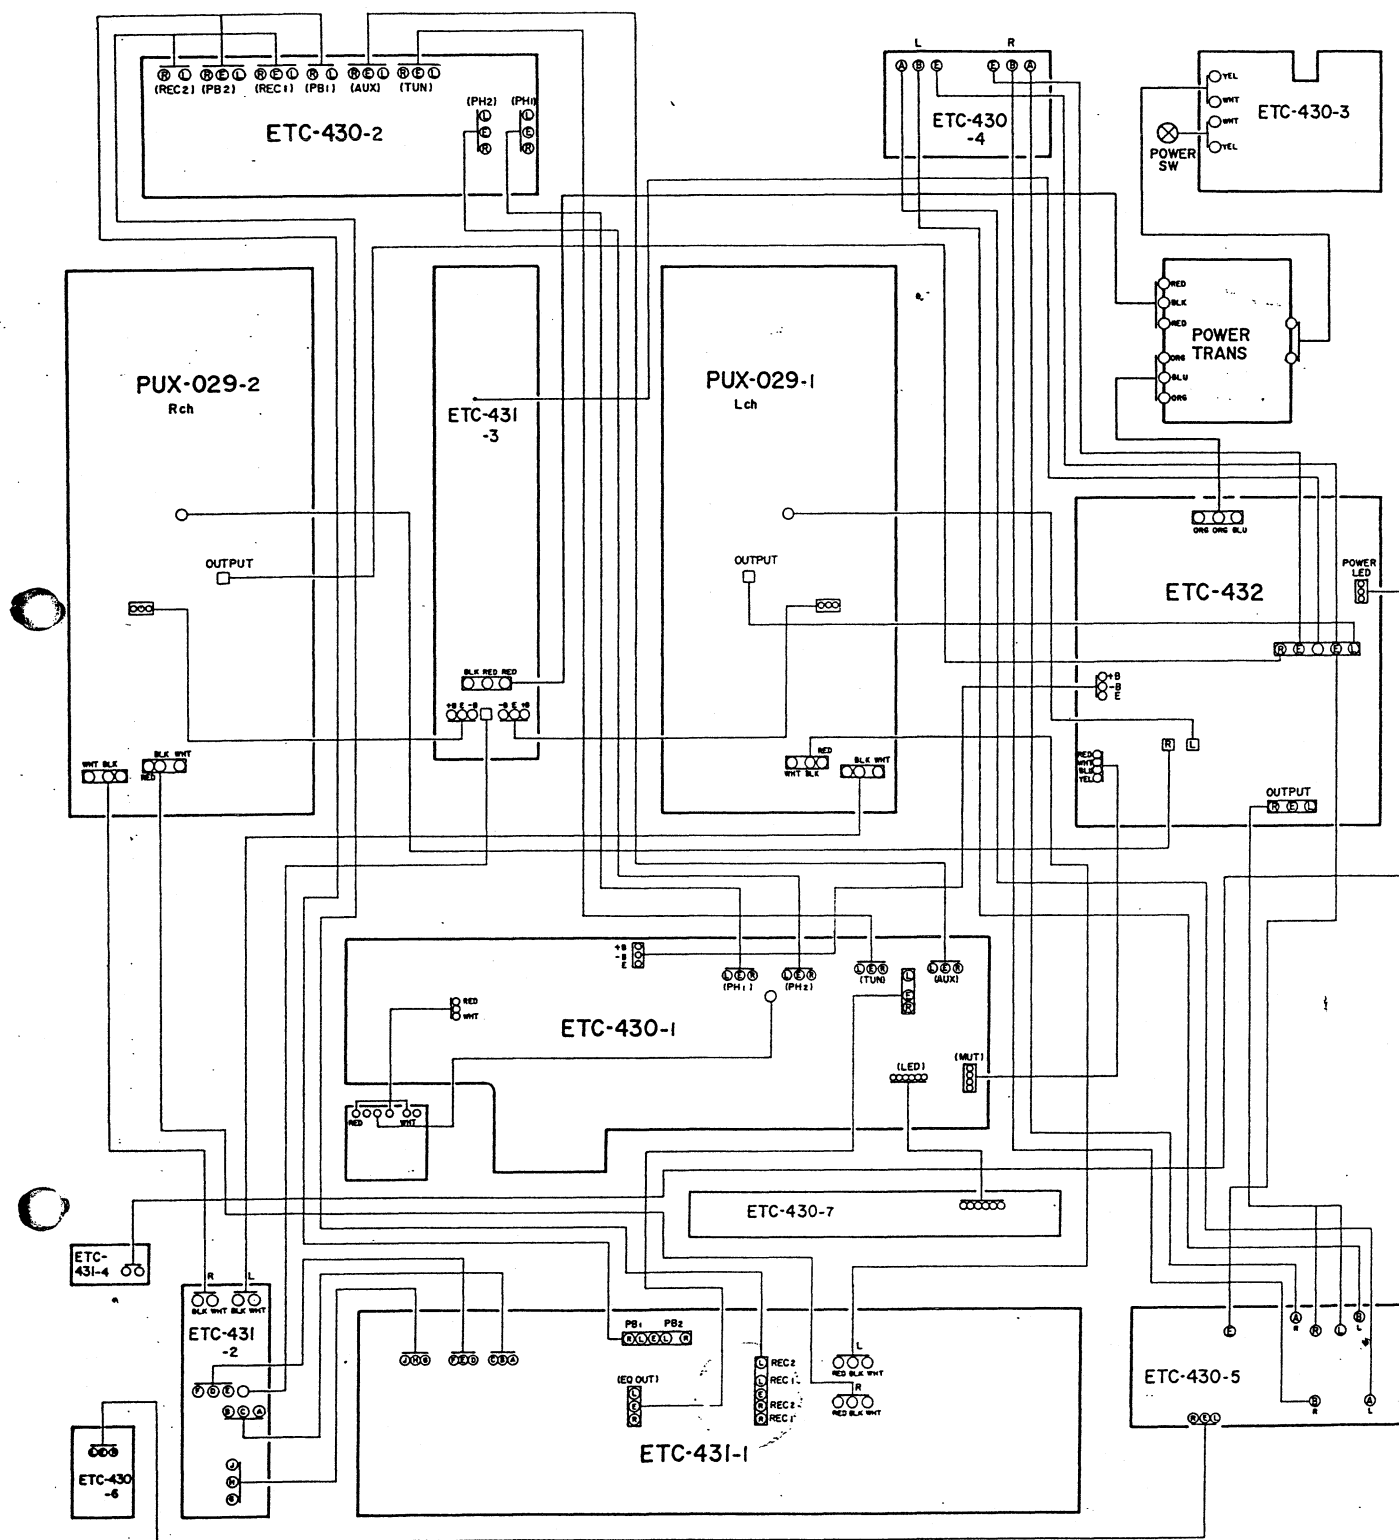 L R
R L R E L R E L R L R E L R E L
(REC2) (PB2) (REC1) (PB1) (AUX) (TUN)
(PH2) (PH1)
L L
E E
R R
ETC-430-2
A B E E B A
ETC-430
-4
YEL
WHT
WHT
YEL
ETC-430-3
POWER
SW
RED
BLK
RED
ORG
BLU
ORG
POWER
TRANS
PUX-029-2
Rch
ETC-431
-3
PUX-029-1
Lch
OUTPUT
OUTPUT
ORG ORG BLU
POWER
LED
ETC-432
R E E L
+B
-B
E
R L
RED
WHT
BLK
YEL
OUTPUT
R E L
BLK RED RED
+B E -B -B E +B
WHT BLK
BLK WHT
RED
RED
WHT BLK
BLK WHT
+B
-B
E
L E R
(PH1)
L E R
(PH2)
L E R
(TUN)
L E R
(AUX)
L
E
R
RED
WHT
ETC-430-1
(LED)
(MUT)
RED WHT
ETC-430-7
ETC-
431-4
R L
BLK WHT BLK WHT
ETC-431
-2
F D E
B C A
J
H
G
ETC-430
-6
J H G F E D C B A
PB1 PB2
R L E L R
(EQ OUT)
L
E
R
L REC2
L REC1
E
R REC2
R REC1
L
RED BLK WHT
R
RED BLK WHT
ETC-431-1
E A R L B
R L
ETC-430-5
B A
R L
R E L